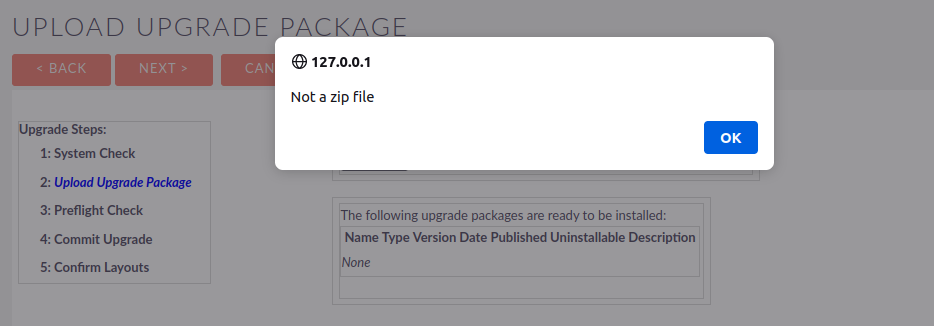 UPLOAD UPGRADE PACKAGE
< BACK
NEXT >
CAN
127.0.0.1
Not a zip file
OK
Upgrade Steps:
1: System Check
2: Upload Upgrade Package
3: Preflight Check
4: Commit Upgrade
5: Confirm Layouts
The following upgrade packages are ready to be installed:
Name Type Version Date Published Uninstallable Description
None